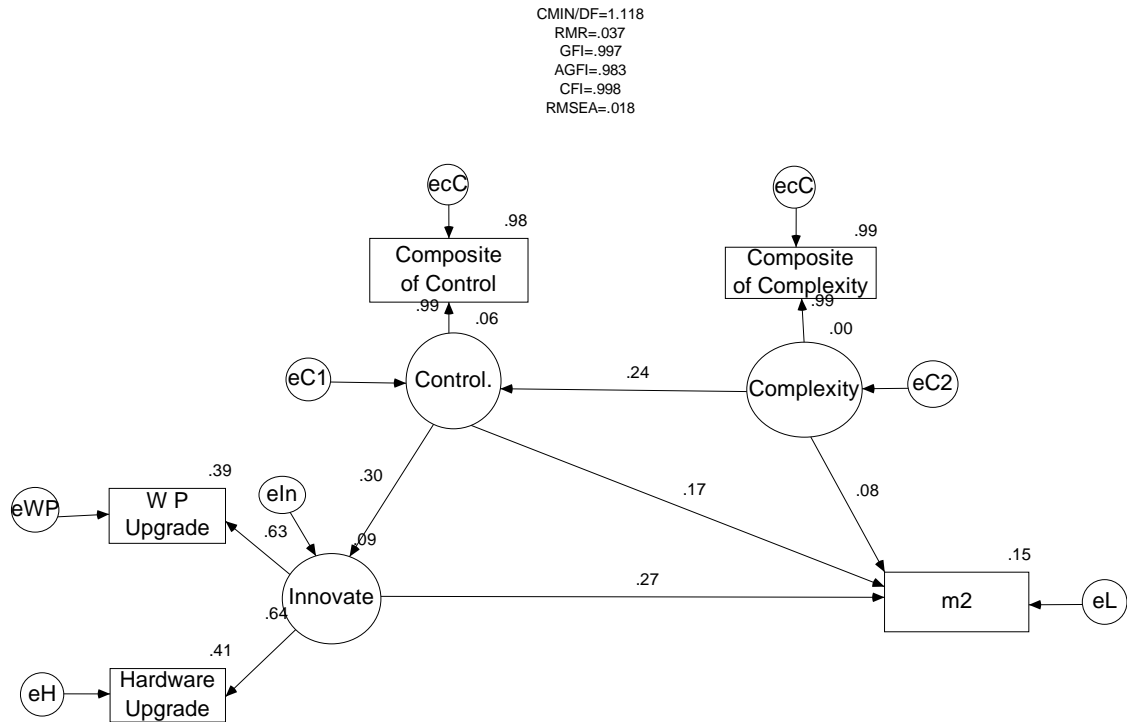 CMIN/DF=1.118
RMR=.037
GFI=.997
AGFI=.983
CFI=.998
RMSEA=.018
ecC
ecC
.98
.99
Composite
of Control
Composite
of Complexity
.99
.06
.99
.00
eC1
Control.
.24
Complexity
eC2
.39
.30
.17
.08
eWP
W P
Upgrade
eIn
.63
.09
.15
Innovate
.27
m2
eL
.64
.41
eH
Hardware
Upgrade